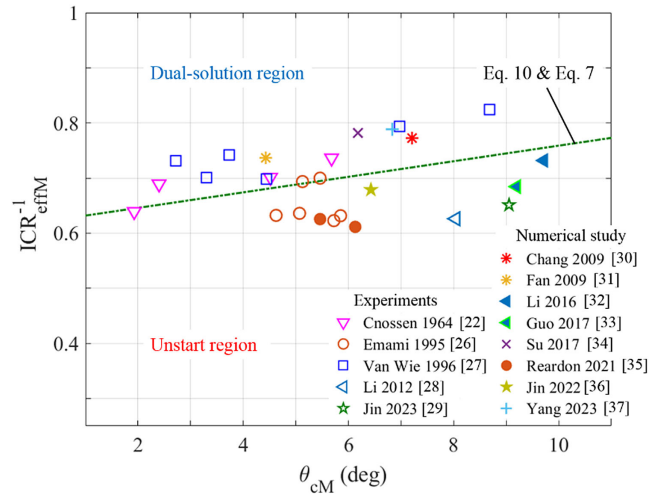 1
0.8
0.6
0.4
ICR⁻¹effM
Dual-solution region
Eq. 10 & Eq. 7
Unstart region
Experiments
Cnossen 1964 [22]
Emami 1995 [26]
Van Wie 1996 [27]
Li 2012 [28]
Jin 2023 [29]
Numerical study
Chang 2009 [30]
Fan 2009 [31]
Li 2016 [32]
Guo 2017 [33]
Su 2017 [34]
Reardon 2021 [35]
Jin 2022 [36]
Yang 2023 [37]
2 4 6 8 10
θcM (deg)